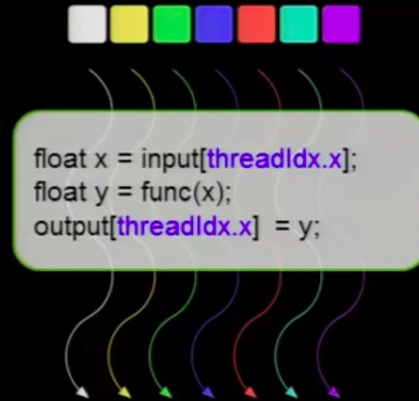 float x = input[threadIdx.x];
float y = func(x);
output[threadIdx.x] = y;